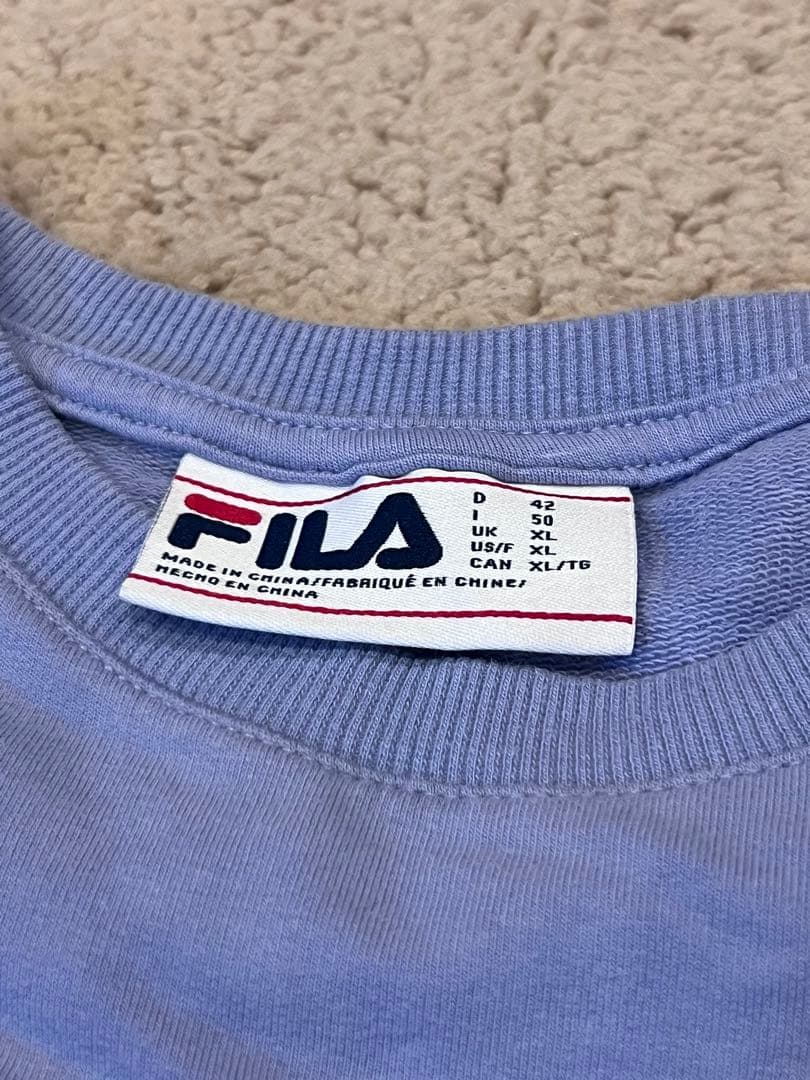 FILA
MADE IN CHINA/FABRIQUÉ EN CHINE/
HECHO EN CHINA
D 42
I 50
UK XL
US/F XL
CAN XL/TG